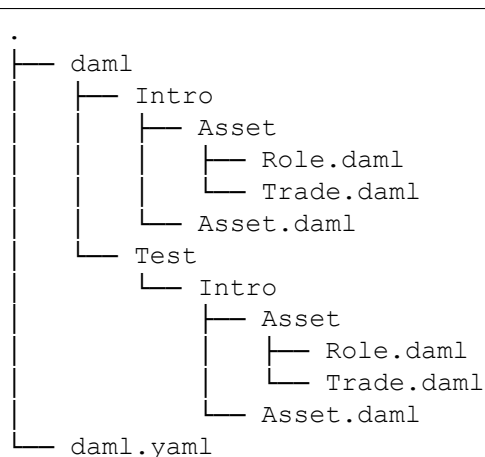 .
├── daml
│   ├── Intro
│   │   ├── Asset
│   │   │   ├── Role.daml
│   │   │   └── Trade.daml
│   │   └── Asset.daml
│   └── Test
│       └── Intro
│           ├── Asset
│           │   ├── Role.daml
│           │   └── Trade.daml
│           └── Asset.daml
└── daml.yaml